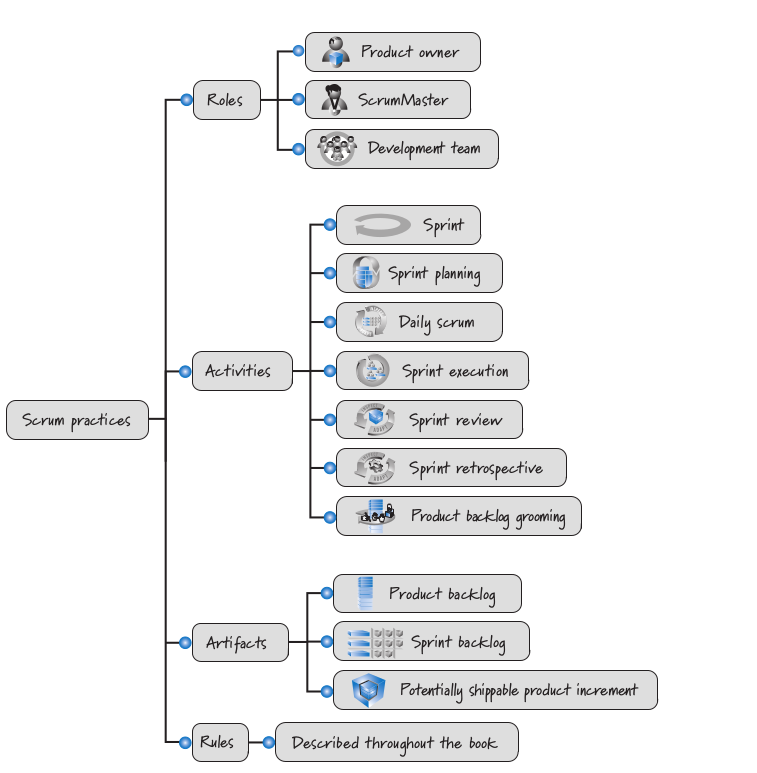 Product owner
Roles
ScrumMaster
Development team
Sprint
Sprint planning
Daily scrum
Activities
Sprint execution
Scrum practices
Sprint review
Sprint retrospective
Product backlog grooming
Product backlog
Artifacts
Sprint backlog
Potentially shippable product increment
Rules
Described throughout the book